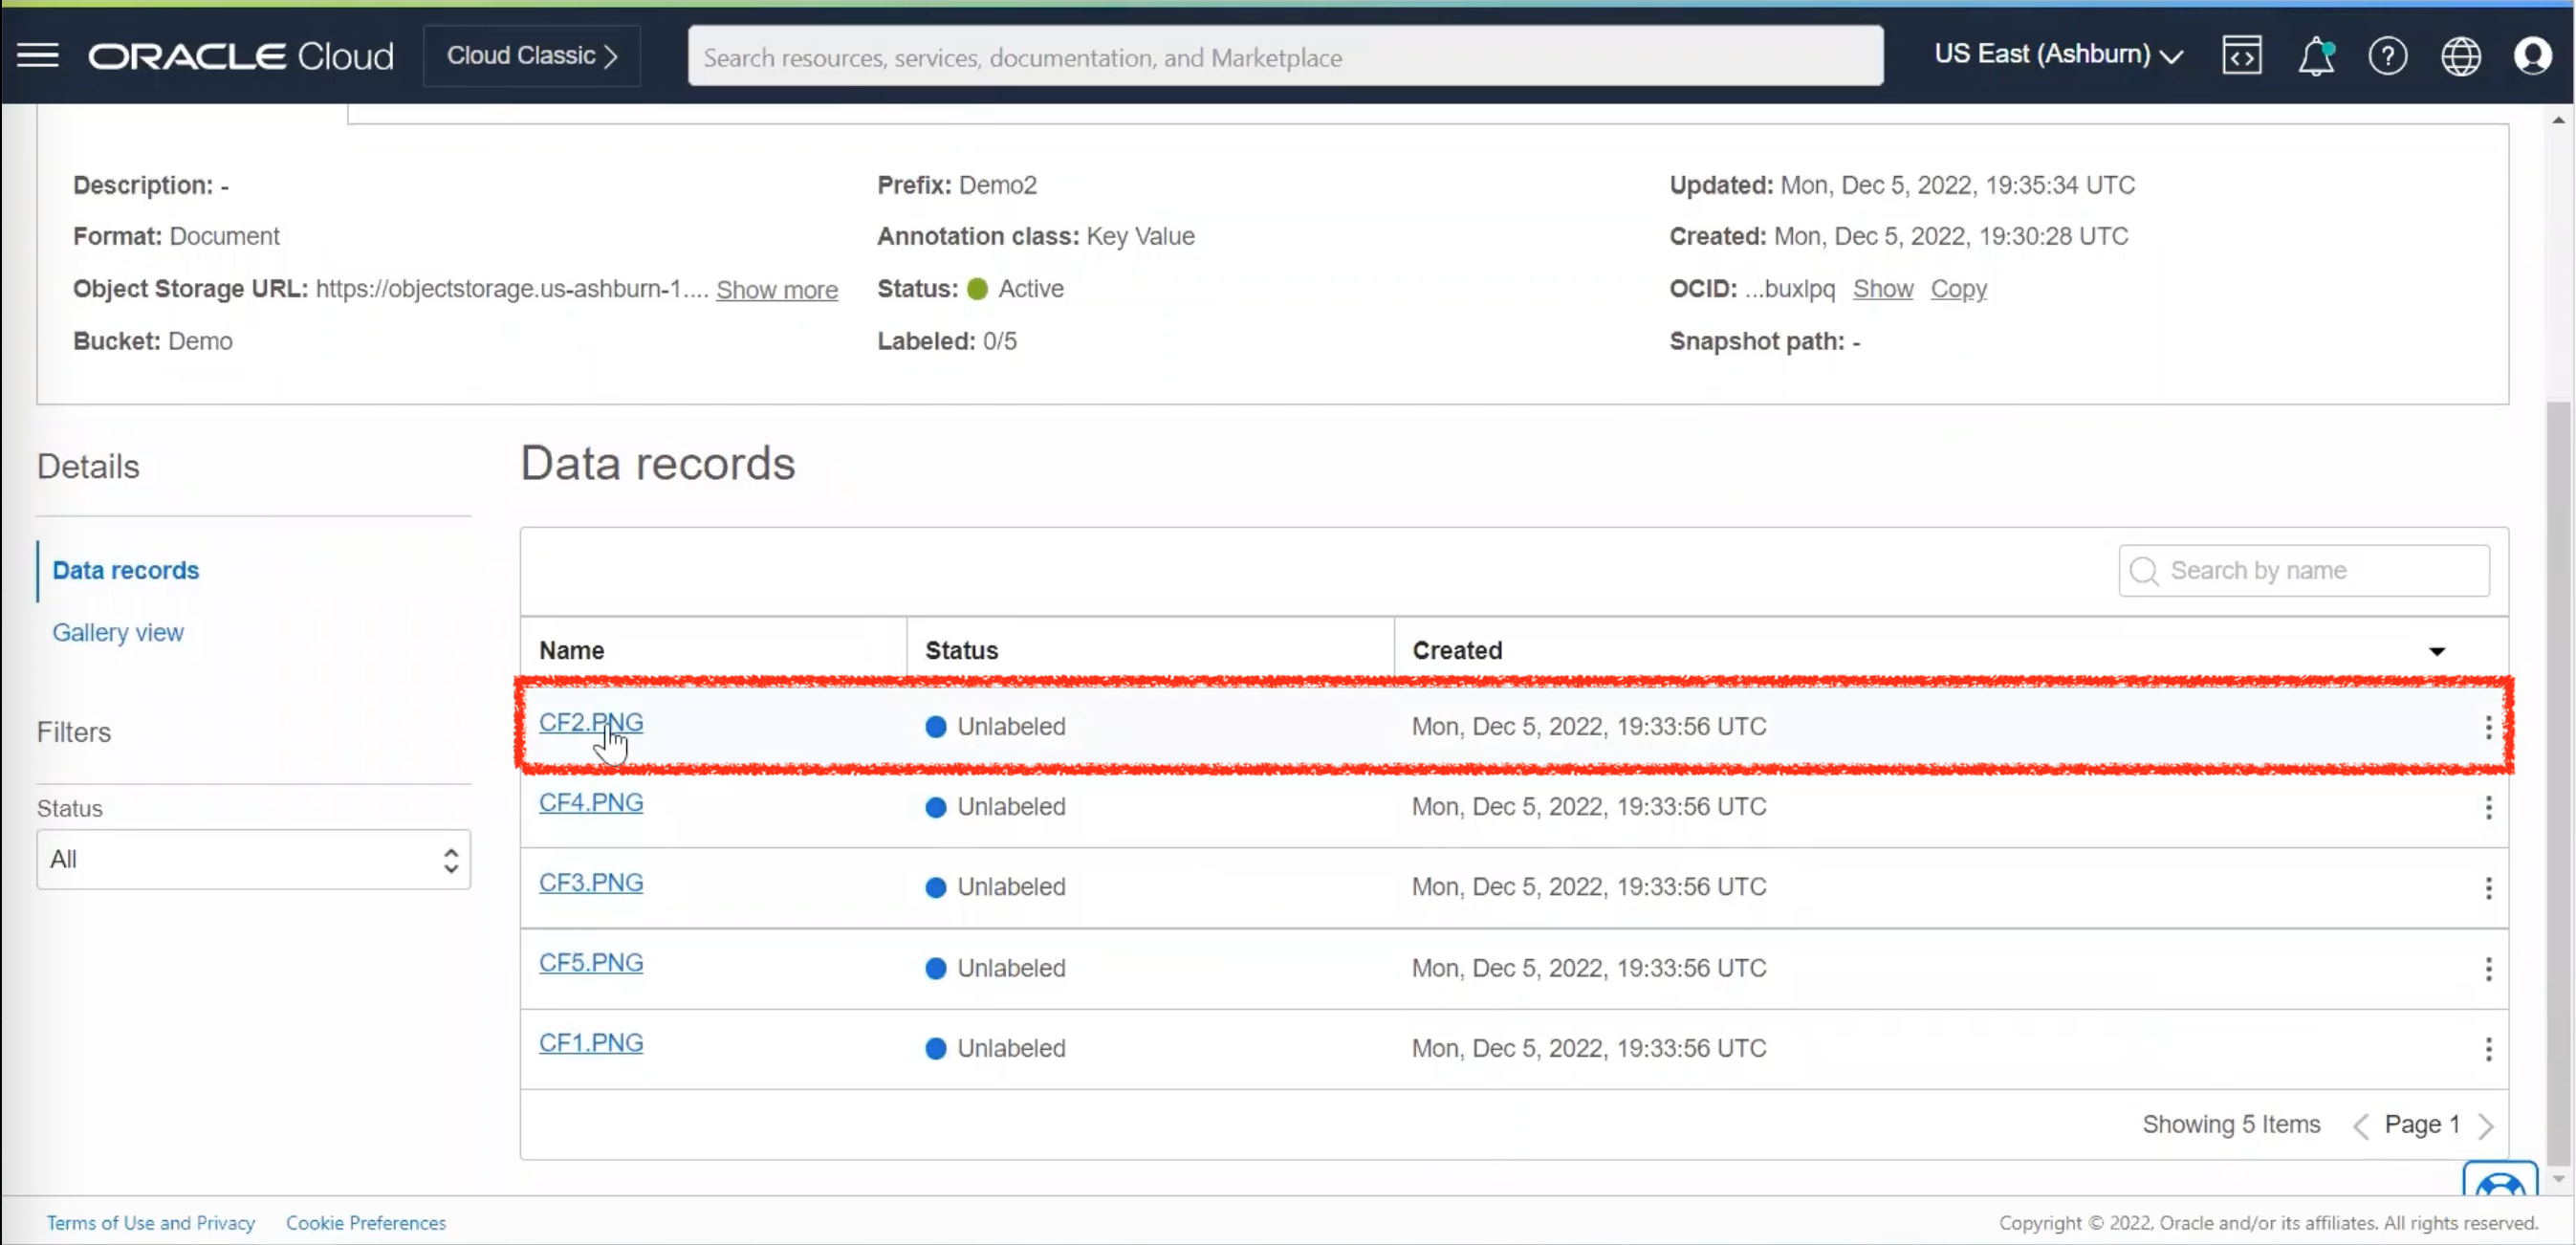 ORACLE Cloud
Cloud Classic
Search resources, services, documentation, and Marketplace
US East (Ashburn)
Description: -
Prefix: Demo2
Updated: Mon, Dec 5, 2022, 19:35:34 UTC
Format: Document
Annotation class: Key Value
Created: Mon, Dec 5, 2022, 19:30:28 UTC
Object Storage URL: https://objectstorage.us-ashburn-1.... Show more
Status: Active
OCID: ...buxlpq Show Copy
Bucket: Demo
Labeled: 0/5
Snapshot path: -
Details
Data records
Gallery view
Filters
Status
All
Data records
Search by name
Name Status Created
CF2.PNG Unlabeled Mon, Dec 5, 2022, 19:33:56 UTC
CF4.PNG Unlabeled Mon, Dec 5, 2022, 19:33:56 UTC
CF3.PNG Unlabeled Mon, Dec 5, 2022, 19:33:56 UTC
CF5.PNG Unlabeled Mon, Dec 5, 2022, 19:33:56 UTC
CF1.PNG Unlabeled Mon, Dec 5, 2022, 19:33:56 UTC
Showing 5 Items Page 1
Terms of Use and Privacy Cookie Preferences
Copyright © 2022, Oracle and/or its affiliates. All rights reserved.